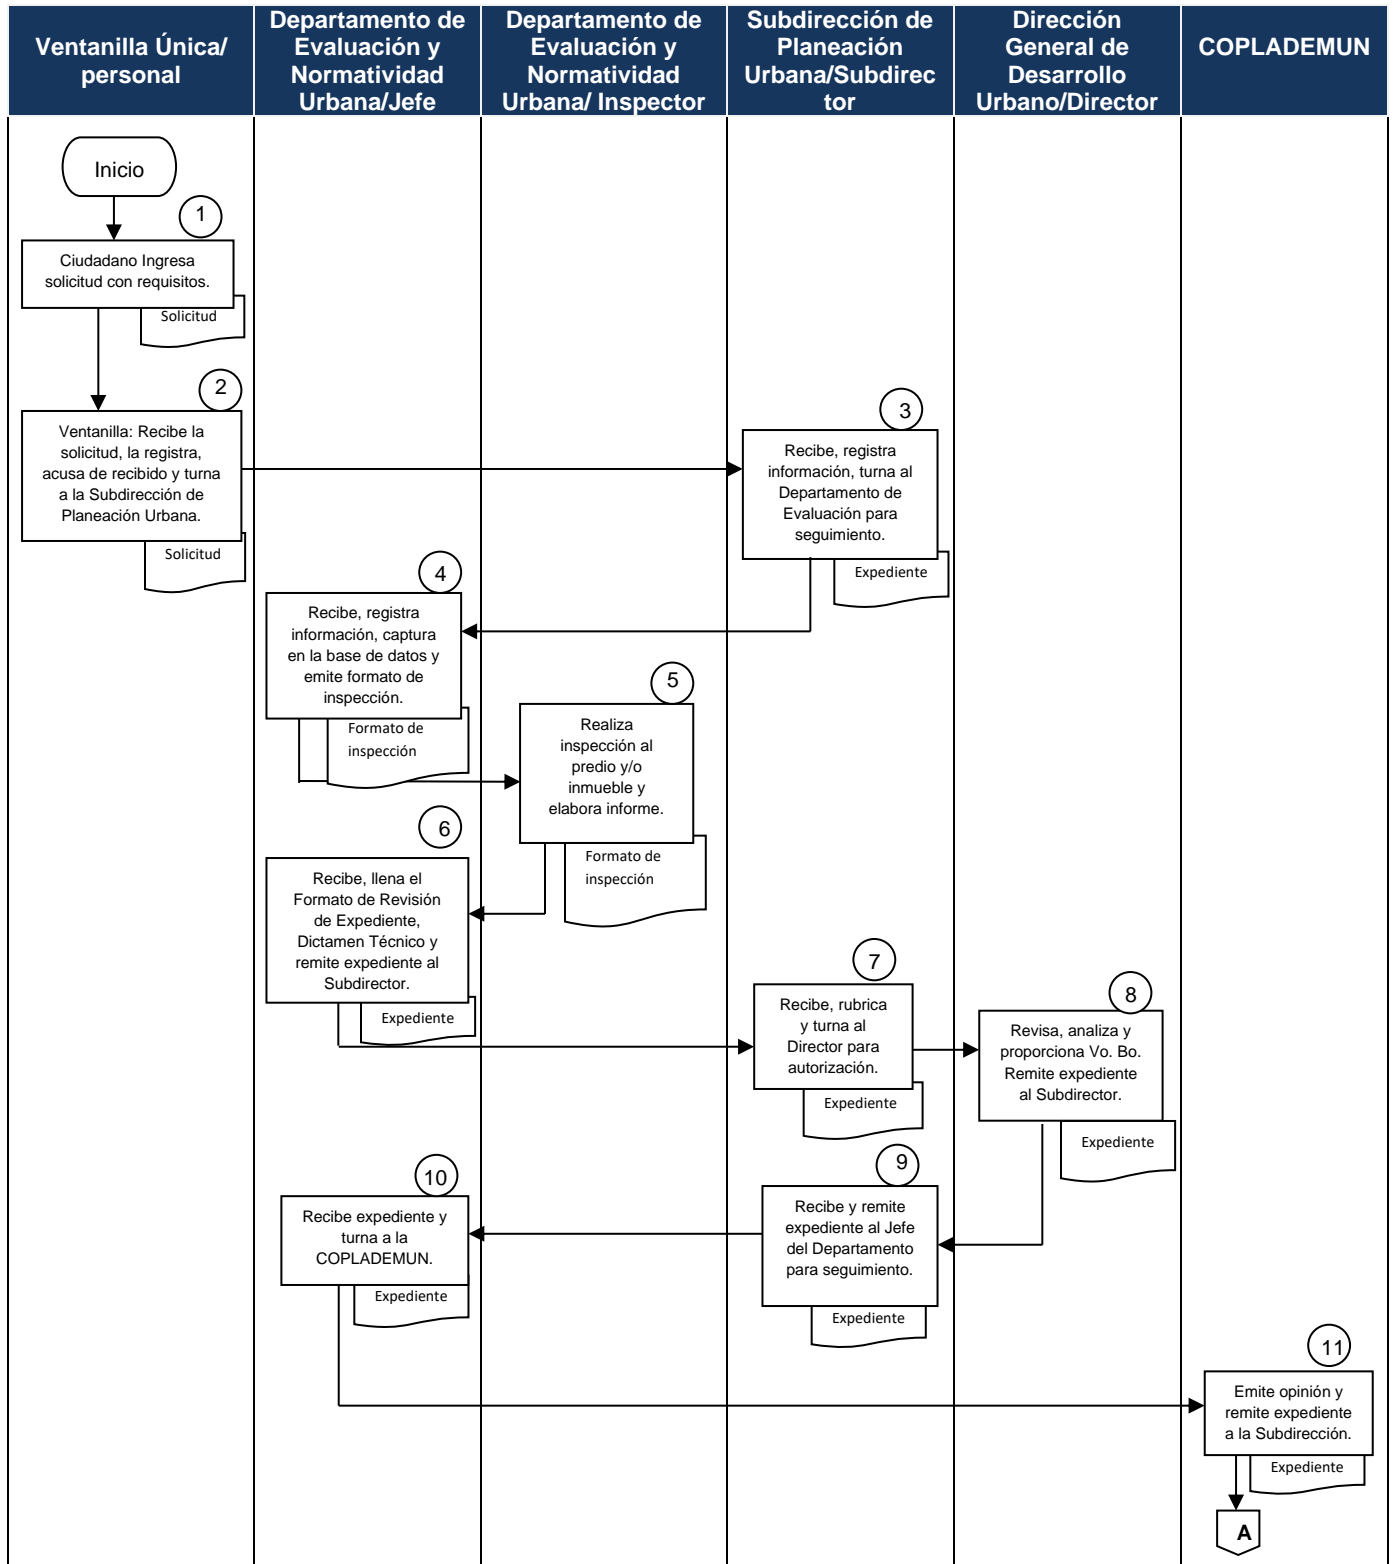 Ventanilla Única/
personal
Departamento de
Evaluación y
Normatividad
Urbana/Jefe
Departamento de
Evaluación y
Normatividad
Urbana/ Inspector
Subdirección de
Planeación
Urbana/Subdirec
tor
Dirección
General de
Desarrollo
Urbano/Director
COPLADEMUN
Inicio
1
Ciudadano Ingresa
solicitud con requisitos.
Solicitud
2
Ventanilla: Recibe la
solicitud, la registra,
acusa de recibido y turna
a la Subdirección de
Planeación Urbana.
Solicitud
3
Recibe, registra
información, turna al
Departamento de
Evaluación para
seguimiento.
Expediente
4
Recibe, registra
información, captura
en la base de datos y
emite formato de
inspección.
Formato de
inspección
5
Realiza
inspección al
predio y/o
inmueble y
elabora informe.
Formato de
inspección
6
Recibe, llena el
Formato de Revisión
de Expediente,
Dictamen Técnico y
remite expediente al
Subdirector.
Expediente
7
Recibe, rubrica
y turna al
Director para
autorización.
Expediente
8
Revisa, analiza y
proporciona Vo. Bo.
Remite expediente
al Subdirector.
Expediente
9
Recibe y remite
expediente al Jefe
del Departamento
para seguimiento.
Expediente
10
Recibe expediente y
turna a la
COPLADEMUN.
Expediente
11
Emite opinión y
remite expediente
a la Subdirección.
Expediente
A